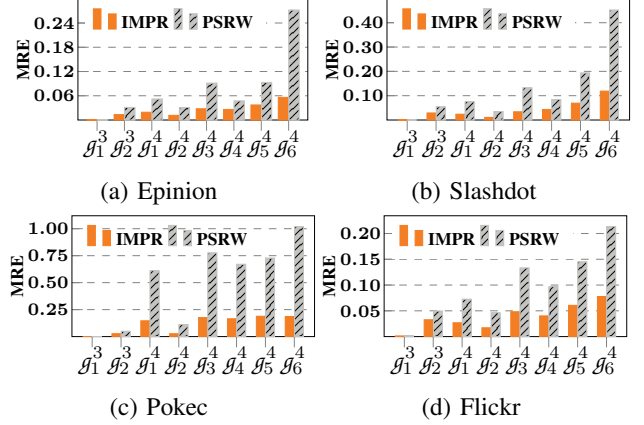 IMPR PSRW
MRE
0.24
0.18
0.12
0.06
𝓰₁³ 𝓰₂³ 𝓰₁⁴ 𝓰₂⁴ 𝓰₃⁴ 𝓰₄⁴ 𝓰₅⁴ 𝓰₆⁴
(a) Epinion
IMPR PSRW
MRE
0.40
0.30
0.20
0.10
𝓰₁³ 𝓰₂³ 𝓰₁⁴ 𝓰₂⁴ 𝓰₃⁴ 𝓰₄⁴ 𝓰₅⁴ 𝓰₆⁴
(b) Slashdot
IMPR PSRW
MRE
1.00
0.75
0.50
0.25
𝓰₁³ 𝓰₂³ 𝓰₁⁴ 𝓰₂⁴ 𝓰₃⁴ 𝓰₄⁴ 𝓰₅⁴ 𝓰₆⁴
(c) Pokec
IMPR PSRW
MRE
0.20
0.15
0.10
0.05
𝓰₁³ 𝓰₂³ 𝓰₁⁴ 𝓰₂⁴ 𝓰₃⁴ 𝓰₄⁴ 𝓰₅⁴ 𝓰₆⁴
(d) Flickr